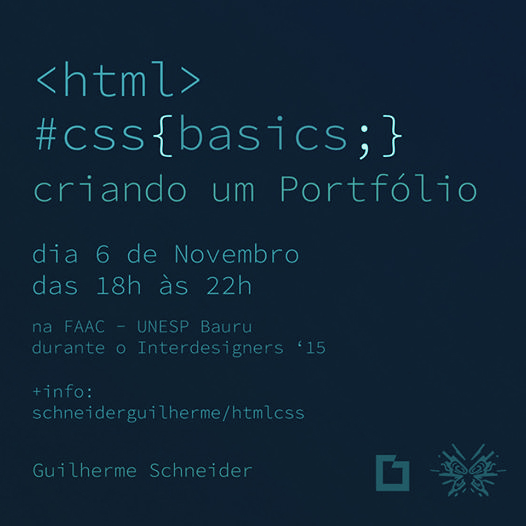 <html>
#css{basics;}
criando um Portfólio
dia 6 de Novembro
das 18h às 22h
na FAAC - UNESP Bauru
durante o Interdesigners ‘15
+info:
schneiderguilherme/htmlcss
Guilherme Schneider